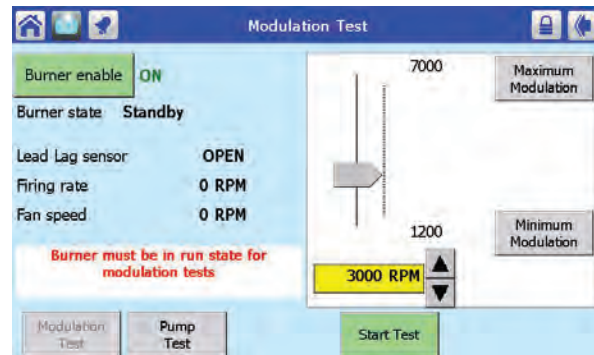 Modulation Test
Burner enable ON
Burner state Standby
Lead Lag sensor OPEN
Firing rate 0 RPM
Fan speed 0 RPM
Burner must be in run state for
modulation tests
Modulation
Test
Pump
Test
7000
1200
3000 RPM
Start Test
Maximum
Modulation
Minimum
Modulation